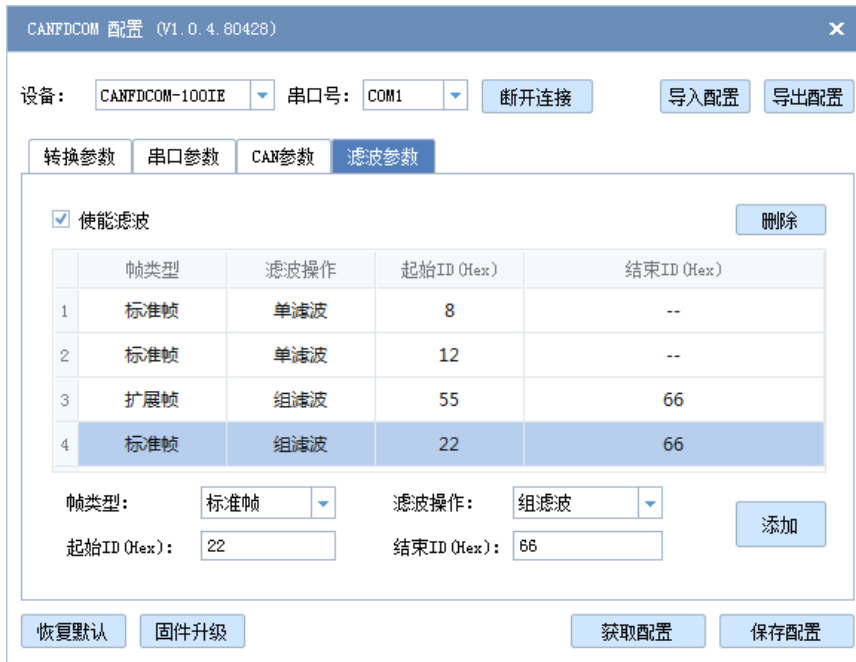 CANFDCOM 配置 (V1.0.4.80428)
设备： CANFDCOM-100IE 串口号： COM1 断开连接 导入配置 导出配置
转换参数 串口参数 CAN参数 滤波参数
使能滤波 删除
帧类型 滤波操作 起始ID(Hex) 结束ID(Hex)
1 标准帧 单滤波 8 --
2 标准帧 单滤波 12 --
3 扩展帧 组滤波 55 66
4 标准帧 组滤波 22 66
帧类型： 标准帧 滤波操作： 组滤波
添加
起始ID(Hex)： 22 结束ID(Hex)： 66
恢复默认 固件升级 获取配置 保存配置